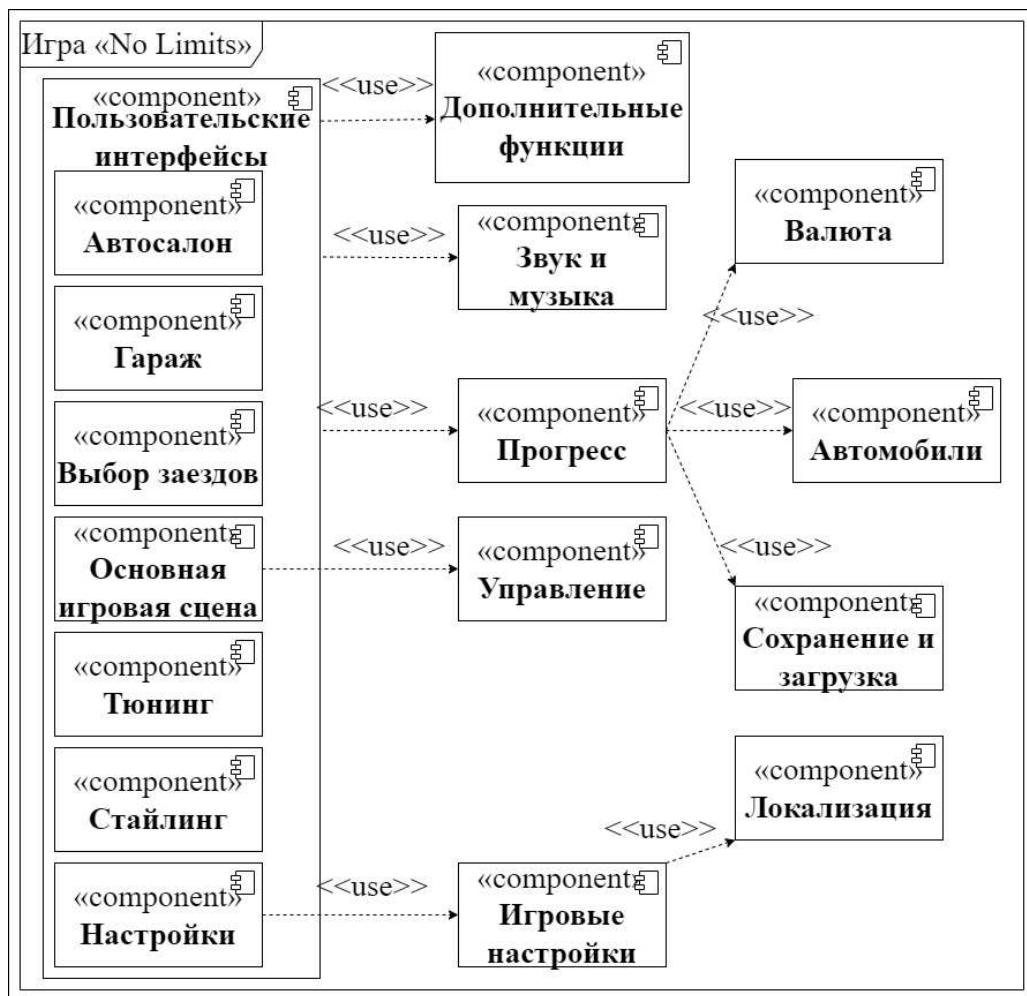 Игра «No Limits»
«component»
Пользовательские
интерфейсы
«component»
Автосалон
«component»
Гараж
«component»
Выбор заездов
«component»
Основная
игровая сцена
«component»
Тюнинг
«component»
Стайлинг
«component»
Настройки
<<use>>
«component»
Дополнительные
функции
<<use>>
«component»
Звук и
музыка
<<use>>
«component»
Прогресс
<<use>>
«component»
Управление
<<use>>
«component»
Игровые
настройки
<<use>>
«component»
Валюта
<<use>>
«component»
Автомобили
<<use>>
«component»
Сохранение и
загрузка
<<use>>
«component»
Локализация